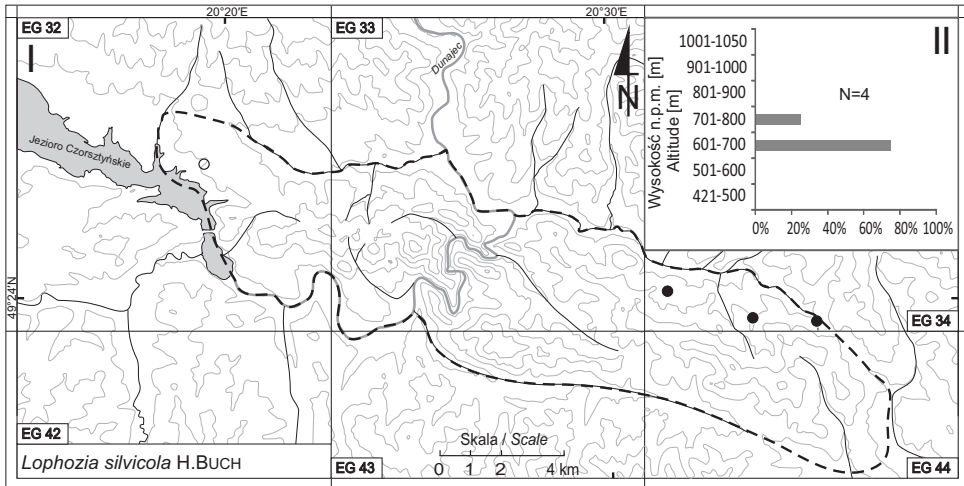 20°20'E
20°30'E
EG 32
EG 33
I
II
Dunajec
N
Jezioro Czorsztyńskie
49°24'N
Wysokość n.p.m. [m]
Altitude [m]
1001-1050
901-1000
801-900
701-800
601-700
501-600
421-500
N=4
0% 20% 40% 60% 80% 100%
EG 34
EG 42
Lophozia silvicola H.BUCH
EG 43
Skala / Scale
0 1 2 4 km
EG 44